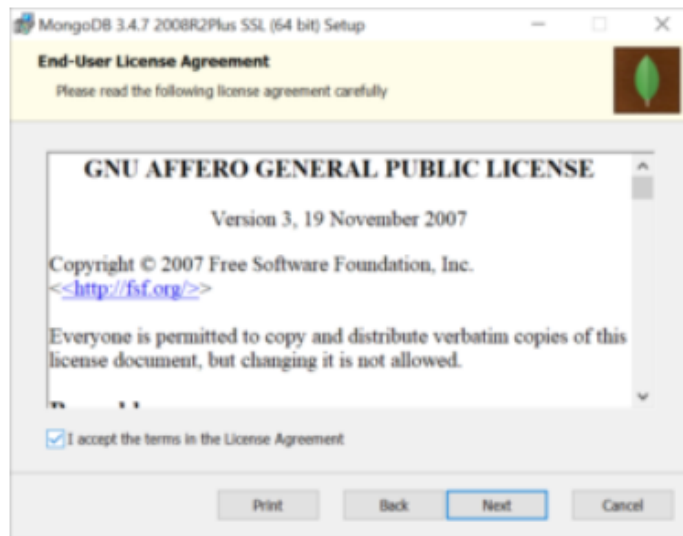 MongoDB 3.4.7 2008R2Plus SSL (64 bit) Setup
End-User License Agreement
Please read the following license agreement carefully
GNU AFFERO GENERAL PUBLIC LICENSE
Version 3, 19 November 2007
Copyright © 2007 Free Software Foundation, Inc.
<<http://fsf.org/>>
Everyone is permitted to copy and distribute verbatim copies of this
license document, but changing it is not allowed.
I accept the terms in the License Agreement
Print
Back
Next
Cancel